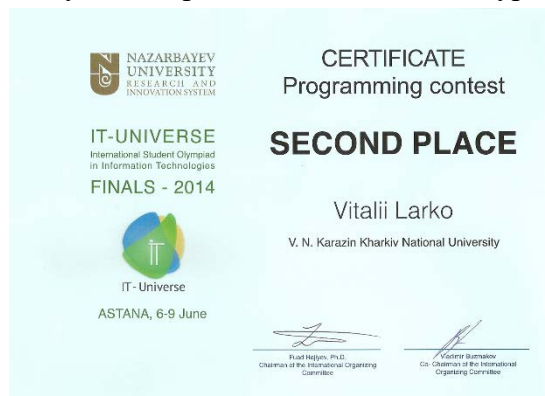 NAZARBAYEV
UNIVERSITY
RESEARCH AND
INNOVATION SYSTEM
IT-UNIVERSE
International Student Olympiad
in Information Technologies
FINALS - 2014
IT
IT - Universe
ASTANA, 6-9 June
CERTIFICATE
Programming contest
SECOND PLACE
Vitalii Larko
V. N. Karazin Kharkiv National University
Fuad Hajiyev, Ph.D.
Chairman of the International Organizing
Committee
Vladimir Buzmakov
Co- Chairman of the International
Organizing Committee